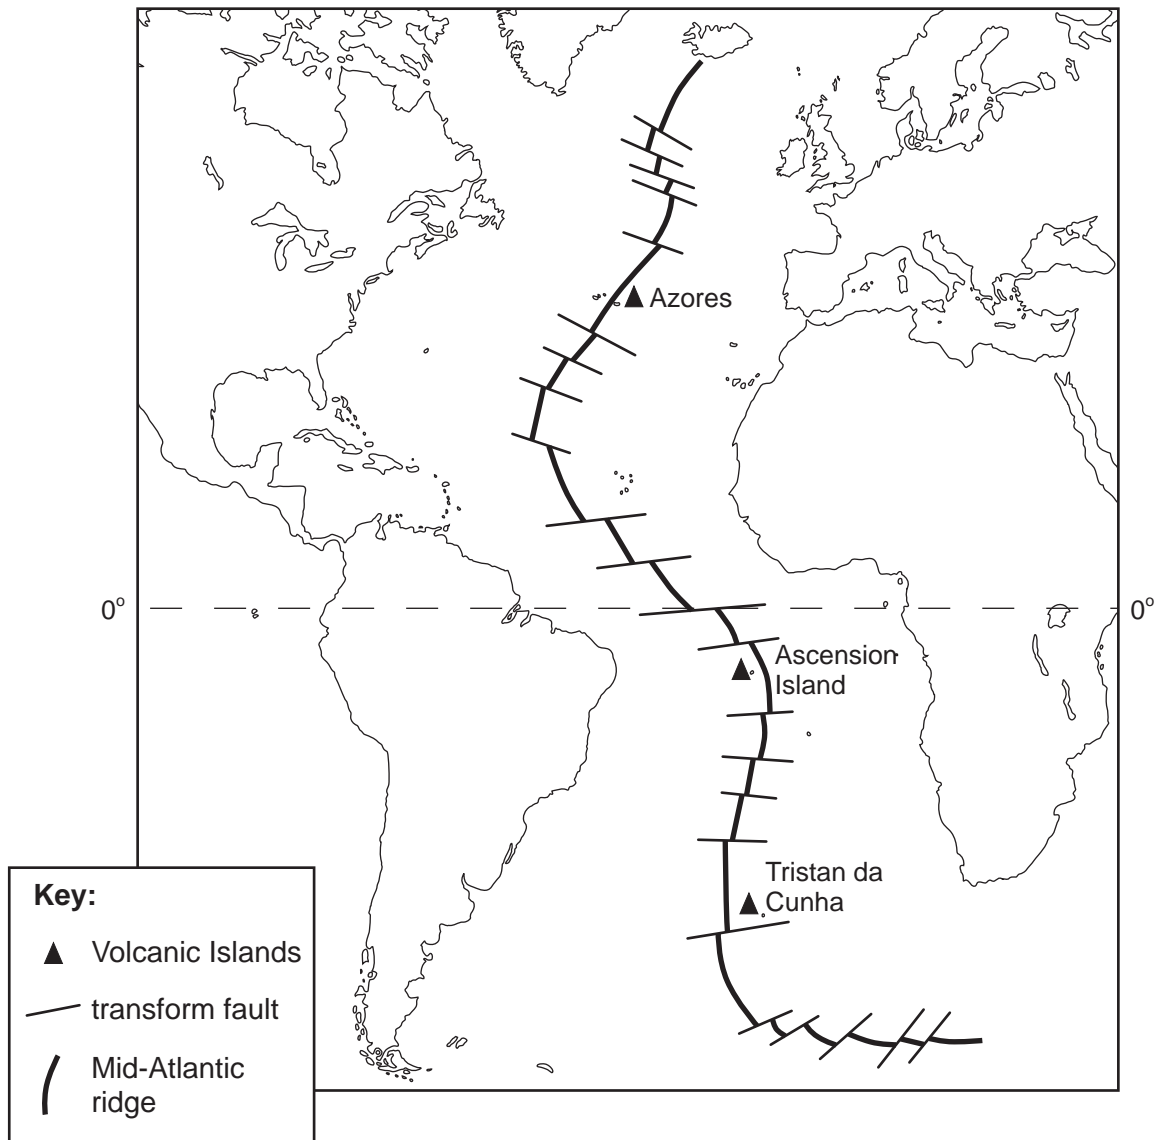 Azores
0°
0°
Ascension
Island
Tristan da
Cunha
Key:
Volcanic Islands
transform fault
Mid-Atlantic
ridge